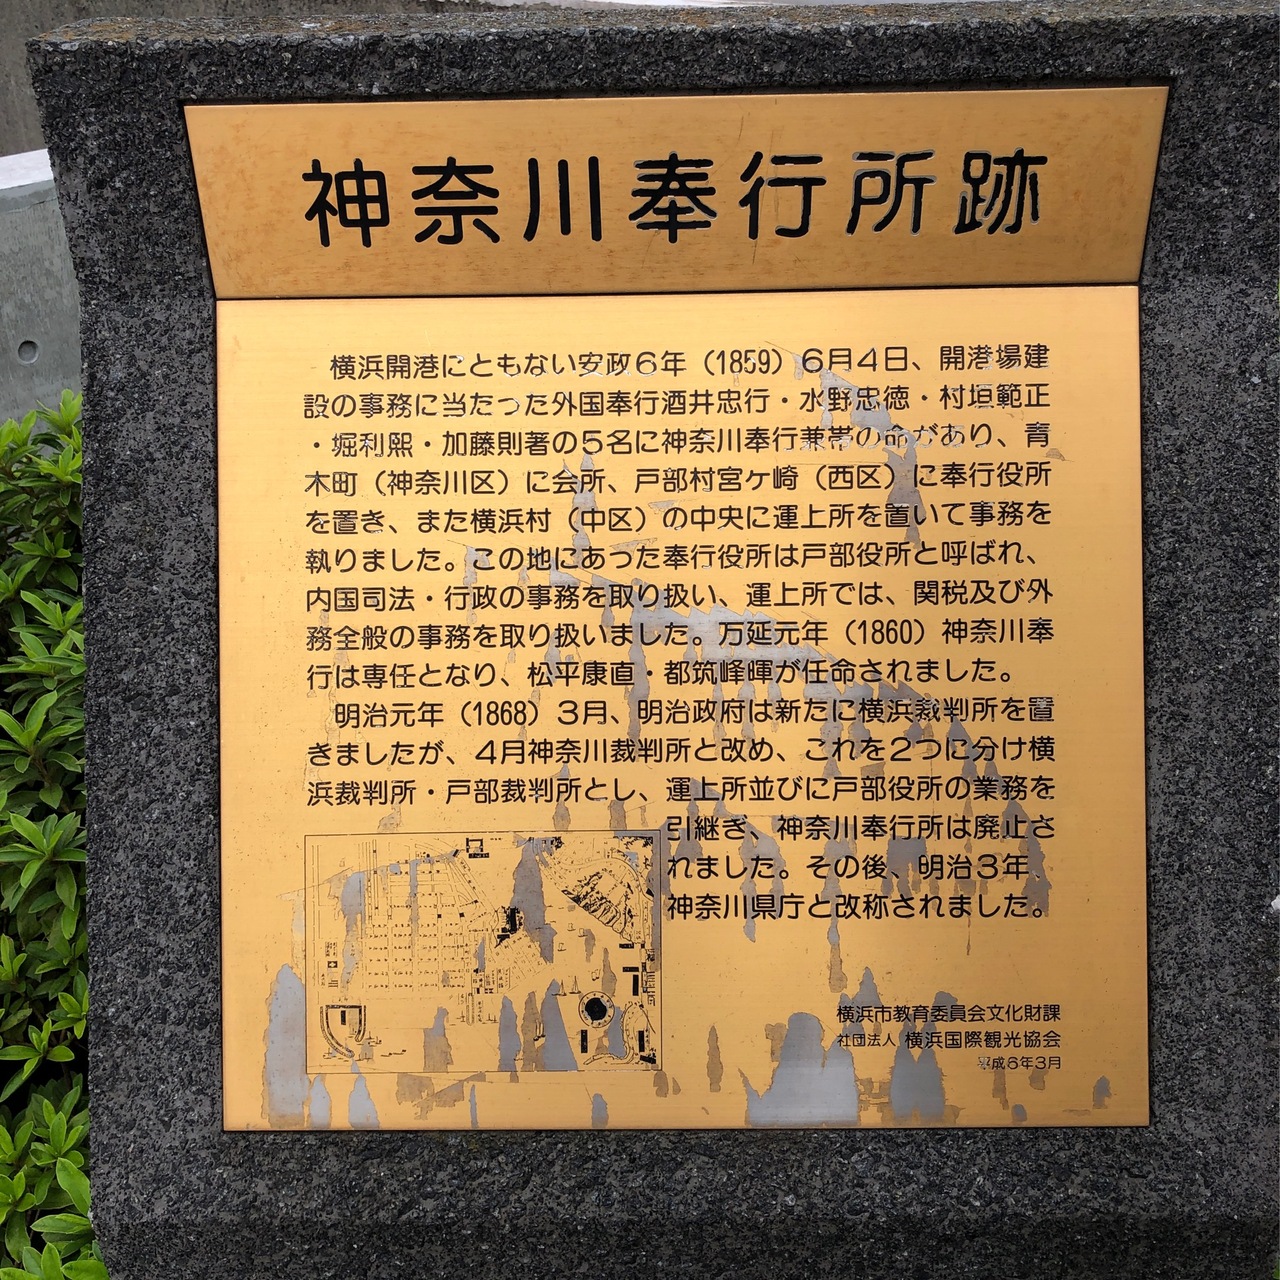 神奈川奉行所跡
横浜開港にともない安政6年（1859）6月4日、開港場建
設の事務に当たった外国奉行酒井忠行・水野忠徳・村垣範正
・堀利熙・加藤則著の5名に神奈川奉行兼帯の命があり、青
木町（神奈川区）に会所、戸部村宮ケ崎（西区）に奉行役所
を置き、また横浜村（中区）の中央に運上所を置いて事務を
執りました。この地にあった奉行役所は戸部役所と呼ばれ、
内国司法・行政の事務を取り扱い、運上所では、関税及び外
務全般の事務を取り扱いました。万延元年（1860）神奈川奉
行は専任となり、松平康直・都筑峰暉が任命されました。
明治元年（1868）3月、明治政府は新たに横浜裁判所を置
きましたが、4月神奈川裁判所と改め、これを2つに分け横
浜裁判所・戸部裁判所とし、運上所並びに戸部役所の業務を
引継ぎ、神奈川奉行所は廃止さ
れました。その後、明治3年、
神奈川県庁と改称されました。
横浜市教育委員会文化財課
社団法人 横浜国際観光協会
平成6年3月